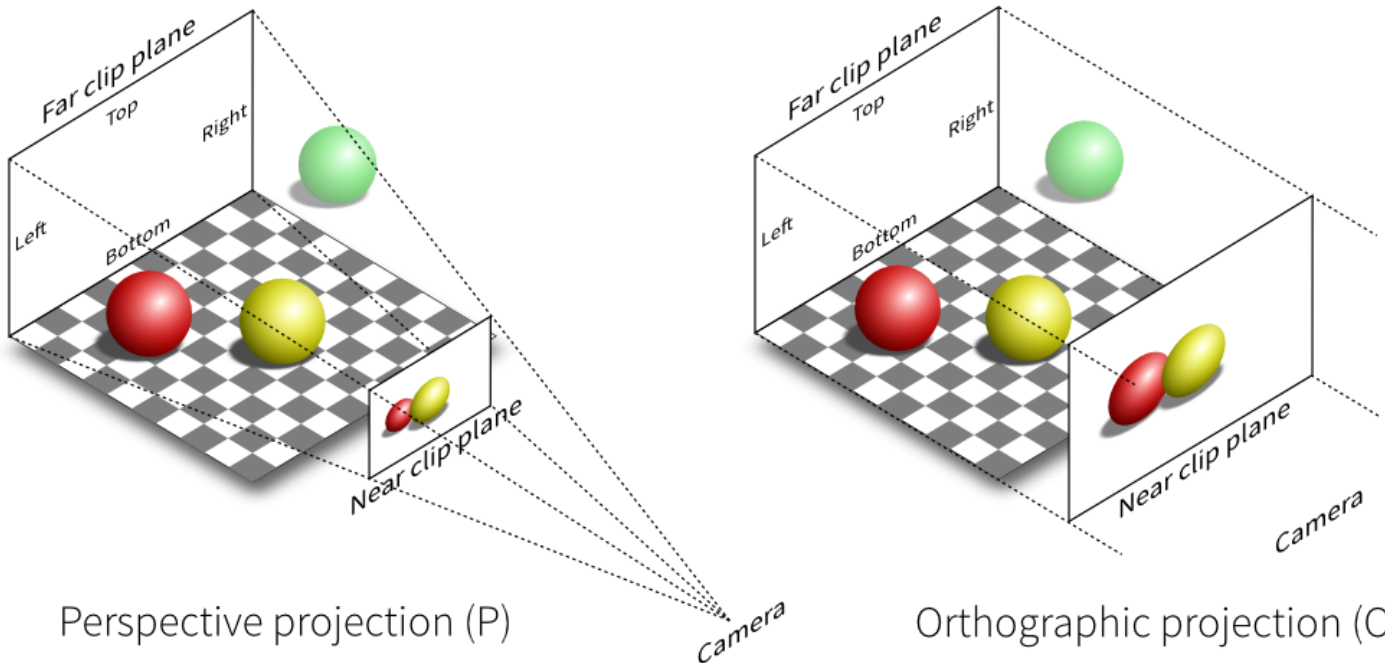 Far clip plane
Top
Right
Left
Bottom
Near clip plane
Camera
Perspective projection (P)
Far clip plane
Top
Right
Left
Bottom
Near clip plane
Camera
Orthographic projection (